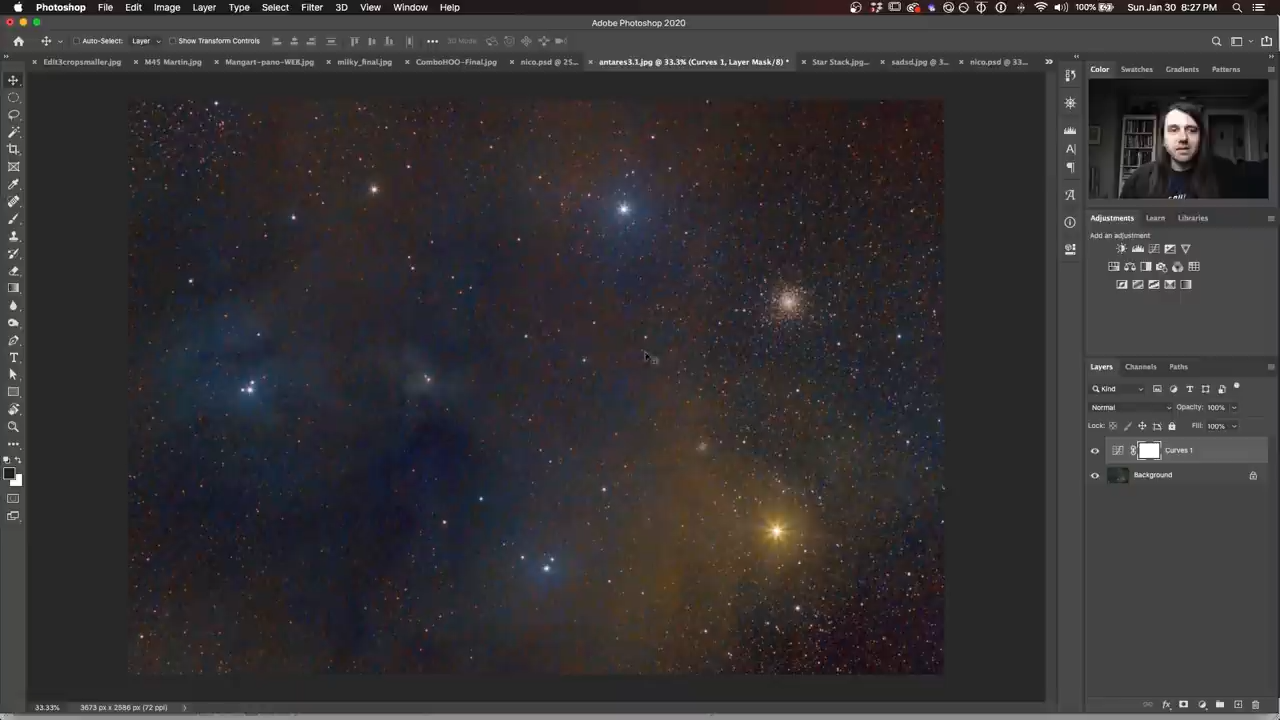 Photoshop File Edit Image Layer Type Select Filter 3D View Window Help 100% Sun Jan 30 8:27 PM
Adobe Photoshop 2020
Auto-Select: Layer Show Transform Controls 3D Mode:
Edit3cropsmaller.jpg M45 Martin.jpg Mangart-pano-WEB.jpg milky_final.jpg ComboHOO-Final.jpg nico.psd @ 25... antares3.1.jpg @ 33.3% (Curves 1, Layer Mask/8) * Star Stack.jpg... sadsd.jpg @ 3... nico.psd @ 33...
Color Swatches Gradients Patterns
Adjustments Learn Libraries
Add an adjustment
Layers Channels Paths
Kind
Normal Opacity: 100%
Lock: Fill: 100%
Curves 1
Background
33.33% 3673 px x 2586 px (72 ppi)